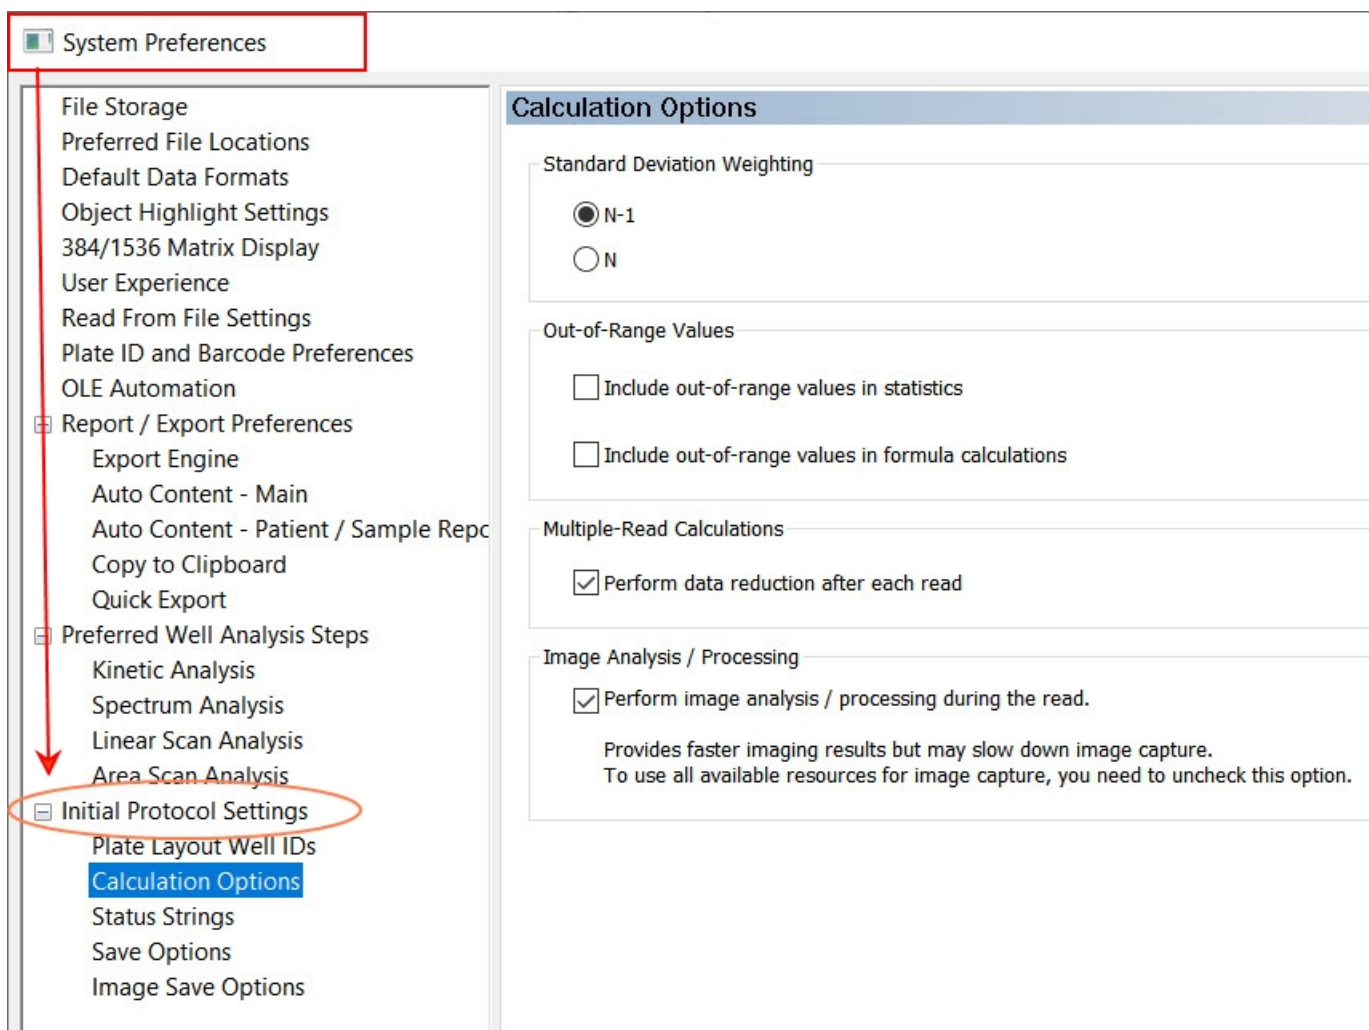 System Preferences
File Storage
Preferred File Locations
Default Data Formats
Object Highlight Settings
384/1536 Matrix Display
User Experience
Read From File Settings
Plate ID and Barcode Preferences
OLE Automation
Report / Export Preferences
Export Engine
Auto Content - Main
Auto Content - Patient / Sample Repo
Copy to Clipboard
Quick Export
Preferred Well Analysis Steps
Kinetic Analysis
Spectrum Analysis
Linear Scan Analysis
Area Scan Analysis
Initial Protocol Settings
Plate Layout Well IDs
Calculation Options
Status Strings
Save Options
Image Save Options
Calculation Options
Standard Deviation Weighting
N-1
N
Out-of-Range Values
Include out-of-range values in statistics
Include out-of-range values in formula calculations
Multiple-Read Calculations
Perform data reduction after each read
Image Analysis / Processing
Perform image analysis / processing during the read.
Provides faster imaging results but may slow down image capture.
To use all available resources for image capture, you need to uncheck this option.